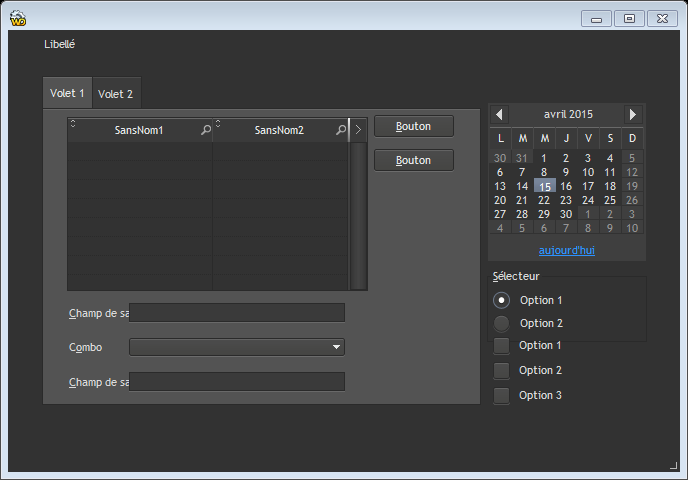 WD
Libellé
Volet 1 Volet 2
SansNom1 SansNom2
Bouton
Bouton
Champ de sa
Combo
Champ de sa
avril 2015
L M M J V S D
30 31 1 2 3 4 5
6 7 8 9 10 11 12
13 14 15 16 17 18 19
20 21 22 23 24 25 26
27 28 29 30 1 2 3
4 5 6 7 8 9 10
aujourd'hui
Sélecteur
Option 1
Option 2
Option 1
Option 2
Option 3